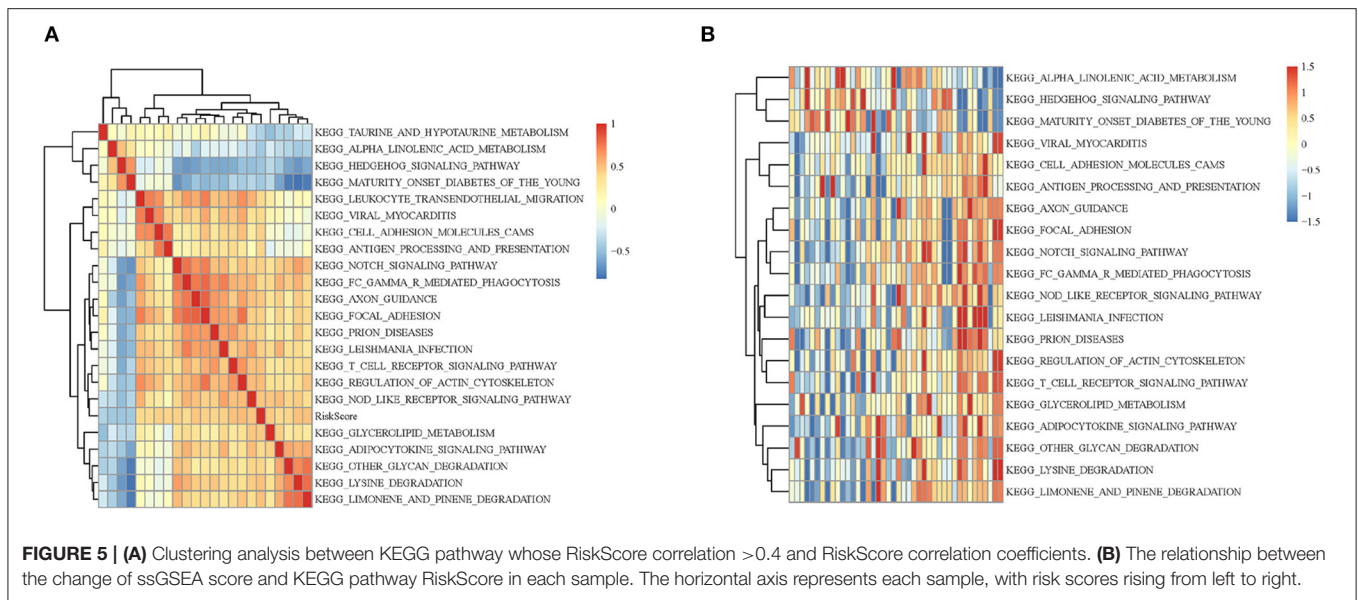 A
KEGG_TAURINE_AND_HYPOTAURINE_METABOLISM
KEGG_ALPHA_LINOLENIC_ACID_METABOLISM
KEGG_HEDGEHOG_SIGNALING_PATHWAY
KEGG_MATURITY_ONSET_DIABETES_OF_THE_YOUNG
KEGG_LEUKOCYTE_TRANSENDOTHELIAL_MIGRATION
KEGG_VIRAL_MYOCARDITIS
KEGG_CELL_ADHESION_MOLECULES_CAMS
KEGG_ANTIGEN_PROCESSING_AND_PRESENTATION
KEGG_NOTCH_SIGNALING_PATHWAY
KEGG_FC_GAMMA_R_MEDIATED_PHAGOCYTOSIS
KEGG_AXON_GUIDANCE
KEGG_FOCAL_ADHESION
KEGG_PRION_DISEASES
KEGG_LEISHMANIA_INFECTION
KEGG_T_CELL_RECEPTOR_SIGNALING_PATHWAY
KEGG_REGULATION_OF_ACTIN_CYTOSKELETON
KEGG_NOD_LIKE_RECEPTOR_SIGNALING_PATHWAY
RiskScore
KEGG_GLYCEROLIPID_METABOLISM
KEGG_ADIPOCYTOKINE_SIGNALING_PATHWAY
KEGG_OTHER_GLYCAN_DEGRADATION
KEGG_LYSINE_DEGRADATION
KEGG_LIMONENE_AND_PINENE_DEGRADATION
1
0.5
0
−0.5
B
KEGG_ALPHA_LINOLENIC_ACID_METABOLISM
KEGG_HEDGEHOG_SIGNALING_PATHWAY
KEGG_MATURITY_ONSET_DIABETES_OF_THE_YOUNG
KEGG_VIRAL_MYOCARDITIS
KEGG_CELL_ADHESION_MOLECULES_CAMS
KEGG_ANTIGEN_PROCESSING_AND_PRESENTATION
KEGG_AXON_GUIDANCE
KEGG_FOCAL_ADHESION
KEGG_NOTCH_SIGNALING_PATHWAY
KEGG_FC_GAMMA_R_MEDIATED_PHAGOCYTOSIS
KEGG_NOD_LIKE_RECEPTOR_SIGNALING_PATHWAY
KEGG_LEISHMANIA_INFECTION
KEGG_PRION_DISEASES
KEGG_REGULATION_OF_ACTIN_CYTOSKELETON
KEGG_T_CELL_RECEPTOR_SIGNALING_PATHWAY
KEGG_GLYCEROLIPID_METABOLISM
KEGG_ADIPOCYTOKINE_SIGNALING_PATHWAY
KEGG_OTHER_GLYCAN_DEGRADATION
KEGG_LYSINE_DEGRADATION
KEGG_LIMONENE_AND_PINENE_DEGRADATION
1.5
1
0.5
0
−0.5
−1
−1.5
FIGURE 5 | (A) Clustering analysis between KEGG pathway whose RiskScore correlation >0.4 and RiskScore correlation coefficients. (B) The relationship between
the change of ssGSEA score and KEGG pathway RiskScore in each sample. The horizontal axis represents each sample, with risk scores rising from left to right.